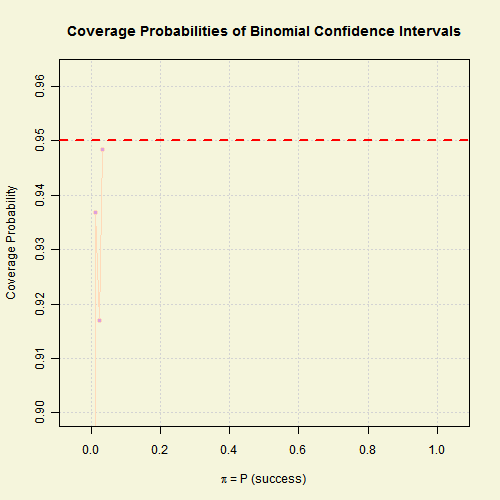 Coverage Probabilities of Binomial Confidence Intervals
Coverage Probability
0.96
0.95
0.94
0.93
0.92
0.91
0.90
0.0 0.2 0.4 0.6 0.8 1.0
π = P (success)